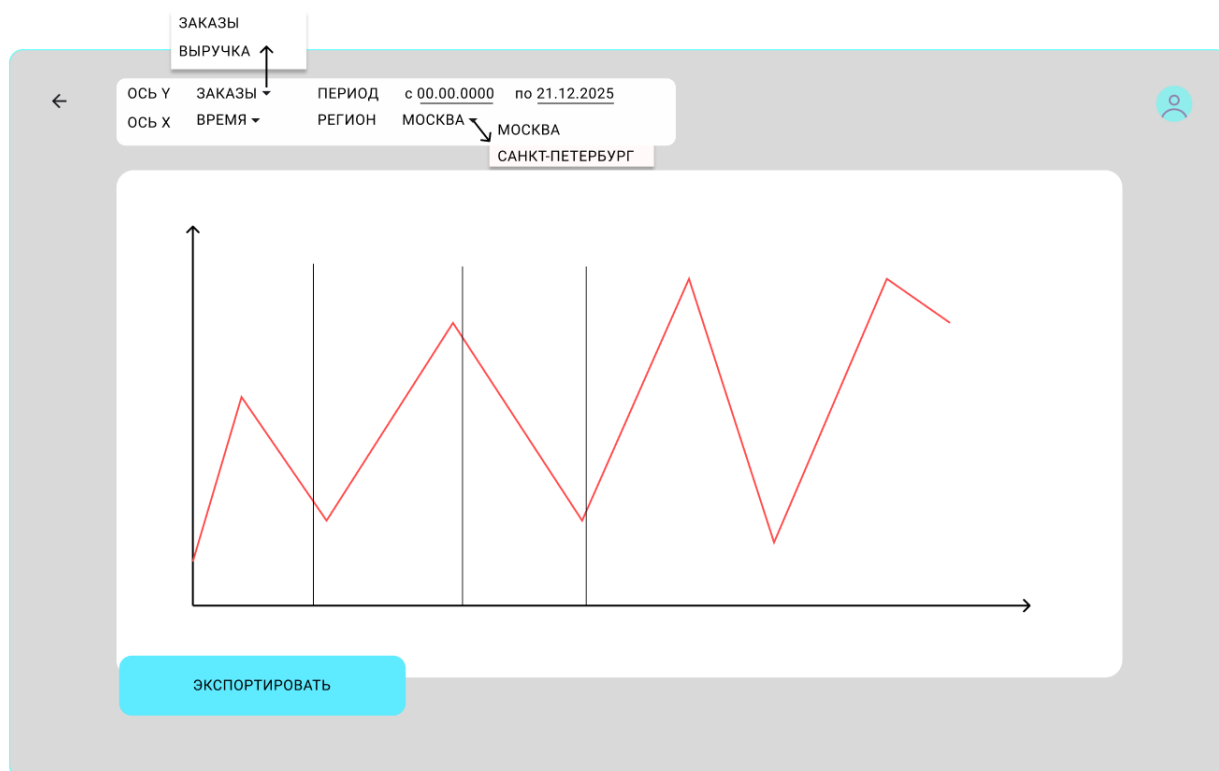 ЗАКАЗЫ
ВЫРУЧКА
ОСЬ Y ЗАКАЗЫ ПЕРИОД с 00.00.0000 по 21.12.2025
ОСЬ X ВРЕМЯ РЕГИОН МОСКВА
МОСКВА
САНКТ-ПЕТЕРБУРГ
ЭКСПОРТИРОВАТЬ